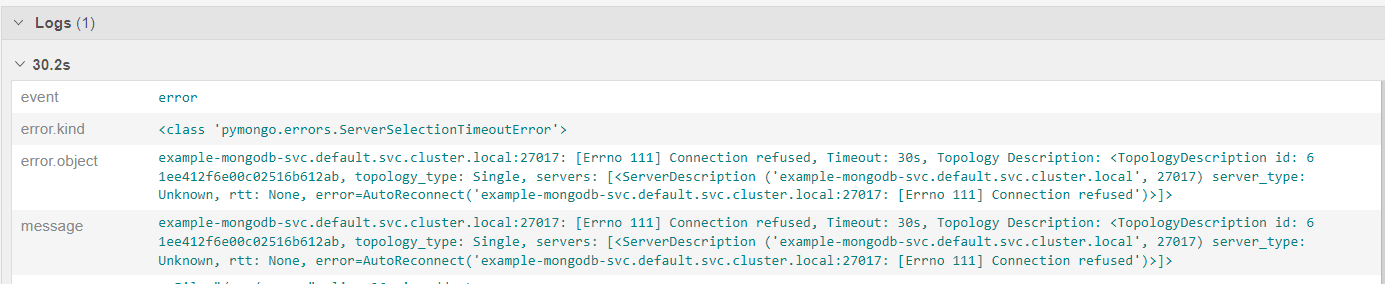 Logs (1)
30.2s
event error
error.kind <class 'pymongo.errors.ServerSelectionTimeoutError'>
error.object example-mongodb-svc.default.svc.cluster.local:27017: [Errno 111] Connection refused, Timeout: 30s, Topology Description: <TopologyDescription id: 6
1ee412f6e00c02516b612ab, topology_type: Single, servers: [<ServerDescription ('example-mongodb-svc.default.svc.cluster.local', 27017) server_type:
Unknown, rtt: None, error=AutoReconnect('example-mongodb-svc.default.svc.cluster.local:27017: [Errno 111] Connection refused')>]>
message example-mongodb-svc.default.svc.cluster.local:27017: [Errno 111] Connection refused, Timeout: 30s, Topology Description: <TopologyDescription id: 6
1ee412f6e00c02516b612ab, topology_type: Single, servers: [<ServerDescription ('example-mongodb-svc.default.svc.cluster.local', 27017) server_type:
Unknown, rtt: None, error=AutoReconnect('example-mongodb-svc.default.svc.cluster.local:27017: [Errno 111] Connection refused')>]>